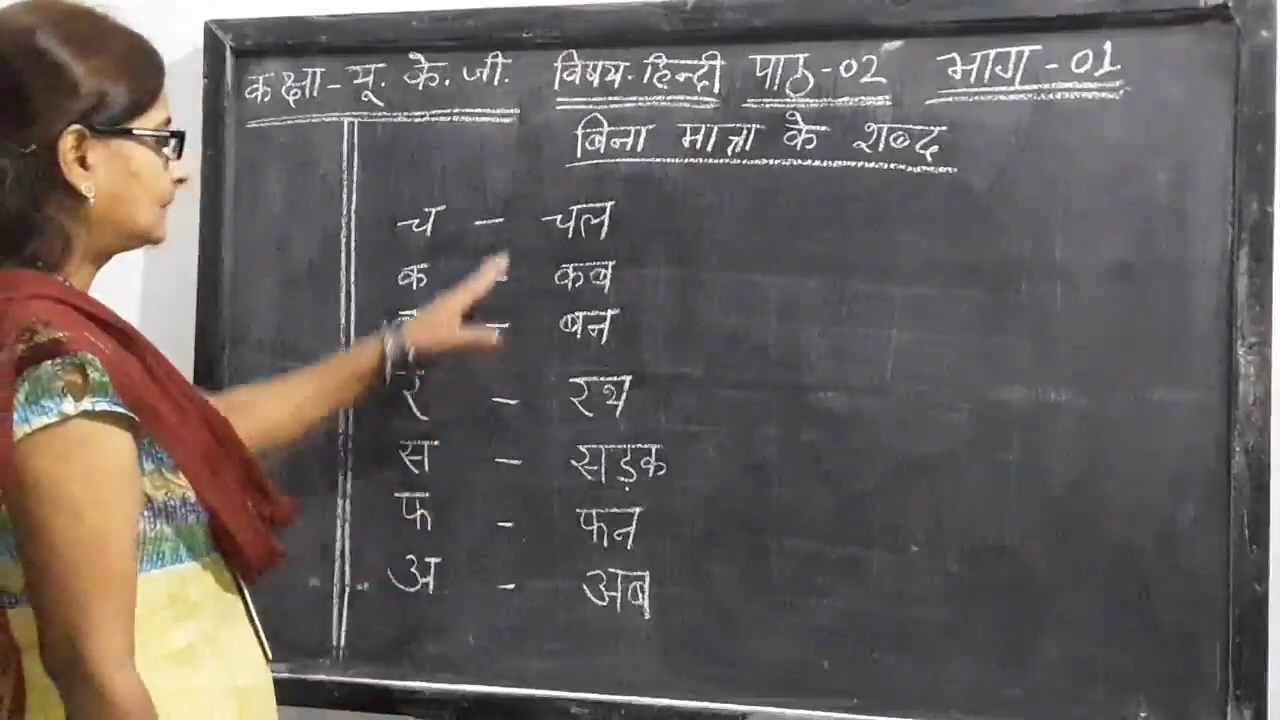 कक्षा - यू. के. जी. विषय - हिन्दी पाठ - 02 भाग - 01
बिना मात्रा के शब्द
च - चल
क - कब
- बन
र - रथ
स - सड़क
फ - फन
अ - अब